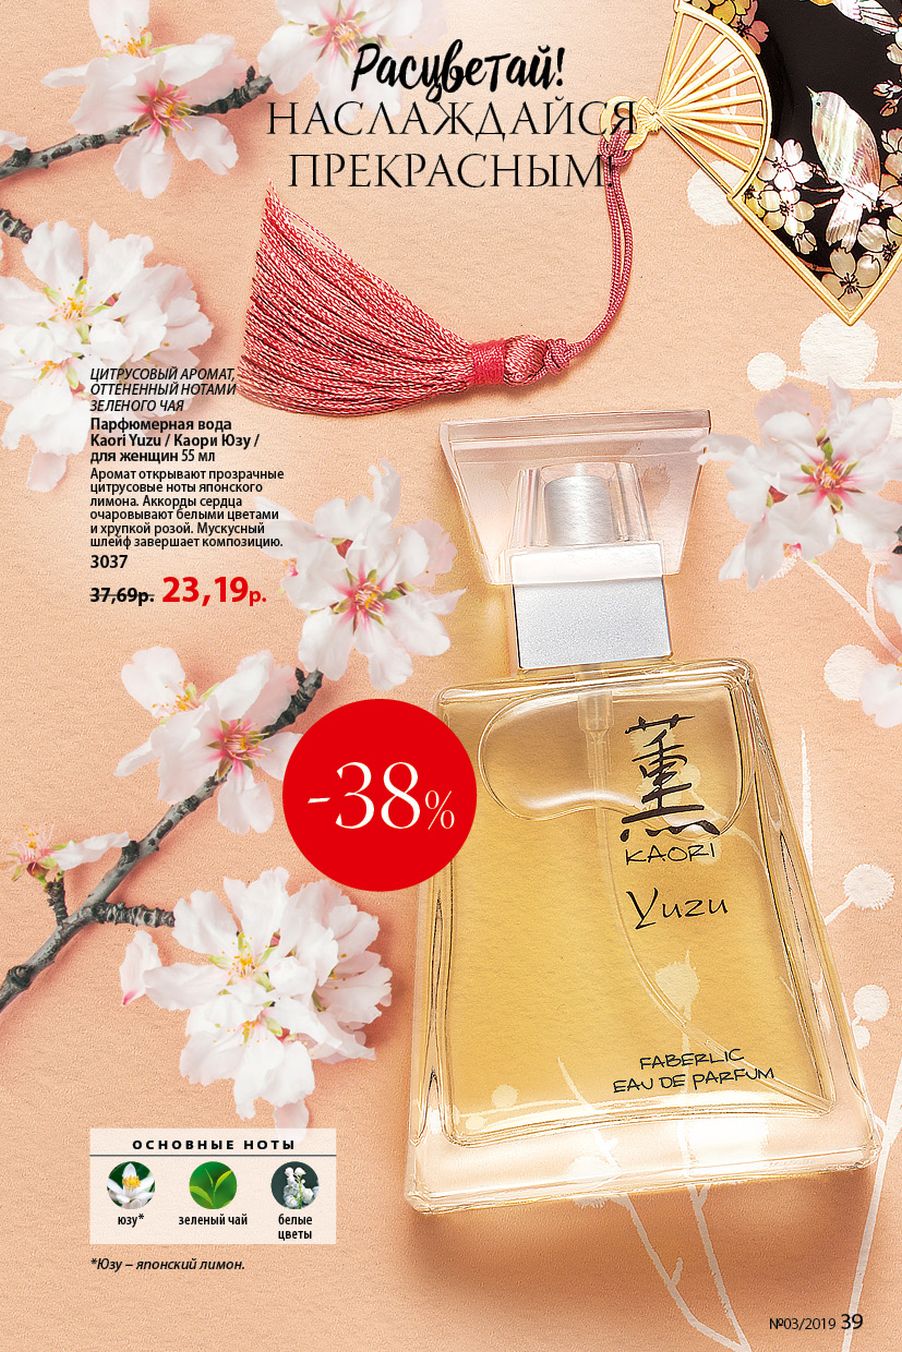 Расцветай!
НАСЛАЖДАЙСЯ
ПРЕКРАСНЫМ!
ЦИТРУСОВЫЙ АРОМАТ,
ОТТЕНЕННЫЙ НОТАМИ
ЗЕЛЕНОГО ЧАЯ
Парфюмерная вода
Kaori Yuzu / Каори Юзу /
для женщин 55 мл
Аромат открывают прозрачные
цитрусовые ноты японского
лимона. Аккорды сердца
очаровывают белыми цветами
и хрупкой розой. Мускусный
шлейф завершает композицию.
3037
37,69р. 23,19р.
-38%
薫
KAORI
Yuzu
FABERLIC
EAU DE PARFUM
ОСНОВНЫЕ НОТЫ
юзу* зеленый чай белые
цветы
*Юзу – японский лимон.
№03/2019 39